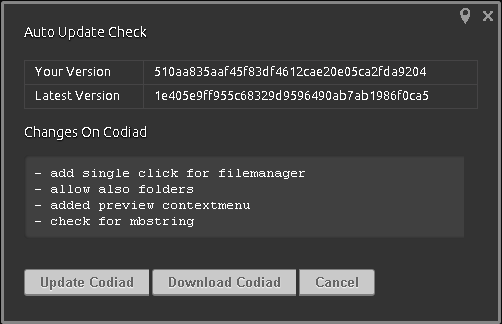 Auto Update Check
Your Version 510aa835aaf45f83df4612cae20e05ca2fda9204
Latest Version 1e405e9ff955c68329d9596490ab7ab1986f0ca5
Changes On Codiad
- add single click for filemanager
- allow also folders
- added preview contextmenu
- check for mbstring
Update Codiad Download Codiad Cancel